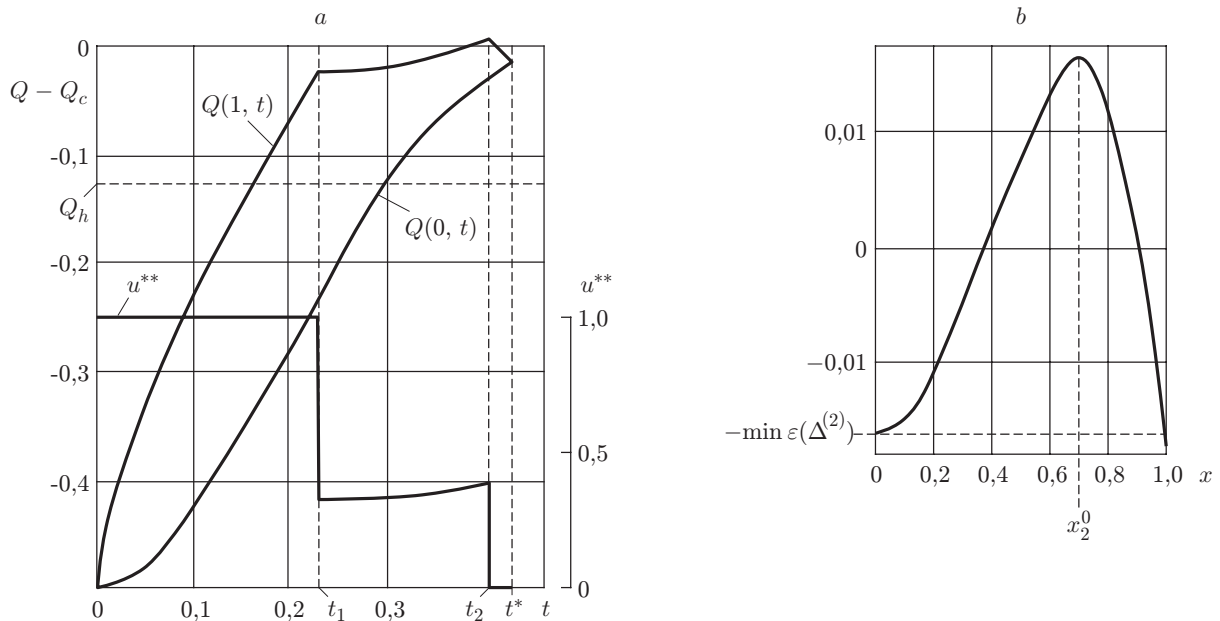 a
0
Q − Q_c
Q(1, t)
-0,1
Q_h
Q(0, t)
-0,2
u**
u**
1,0
-0,3
0,5
-0,4
0
0 0,1 0,2 t_1 0,3 t_2 t* t
b
0,01
0
−0,01
−min ε(Δ^(2))
0 0,2 0,4 0,6 0,8 1,0 x
x_2^0